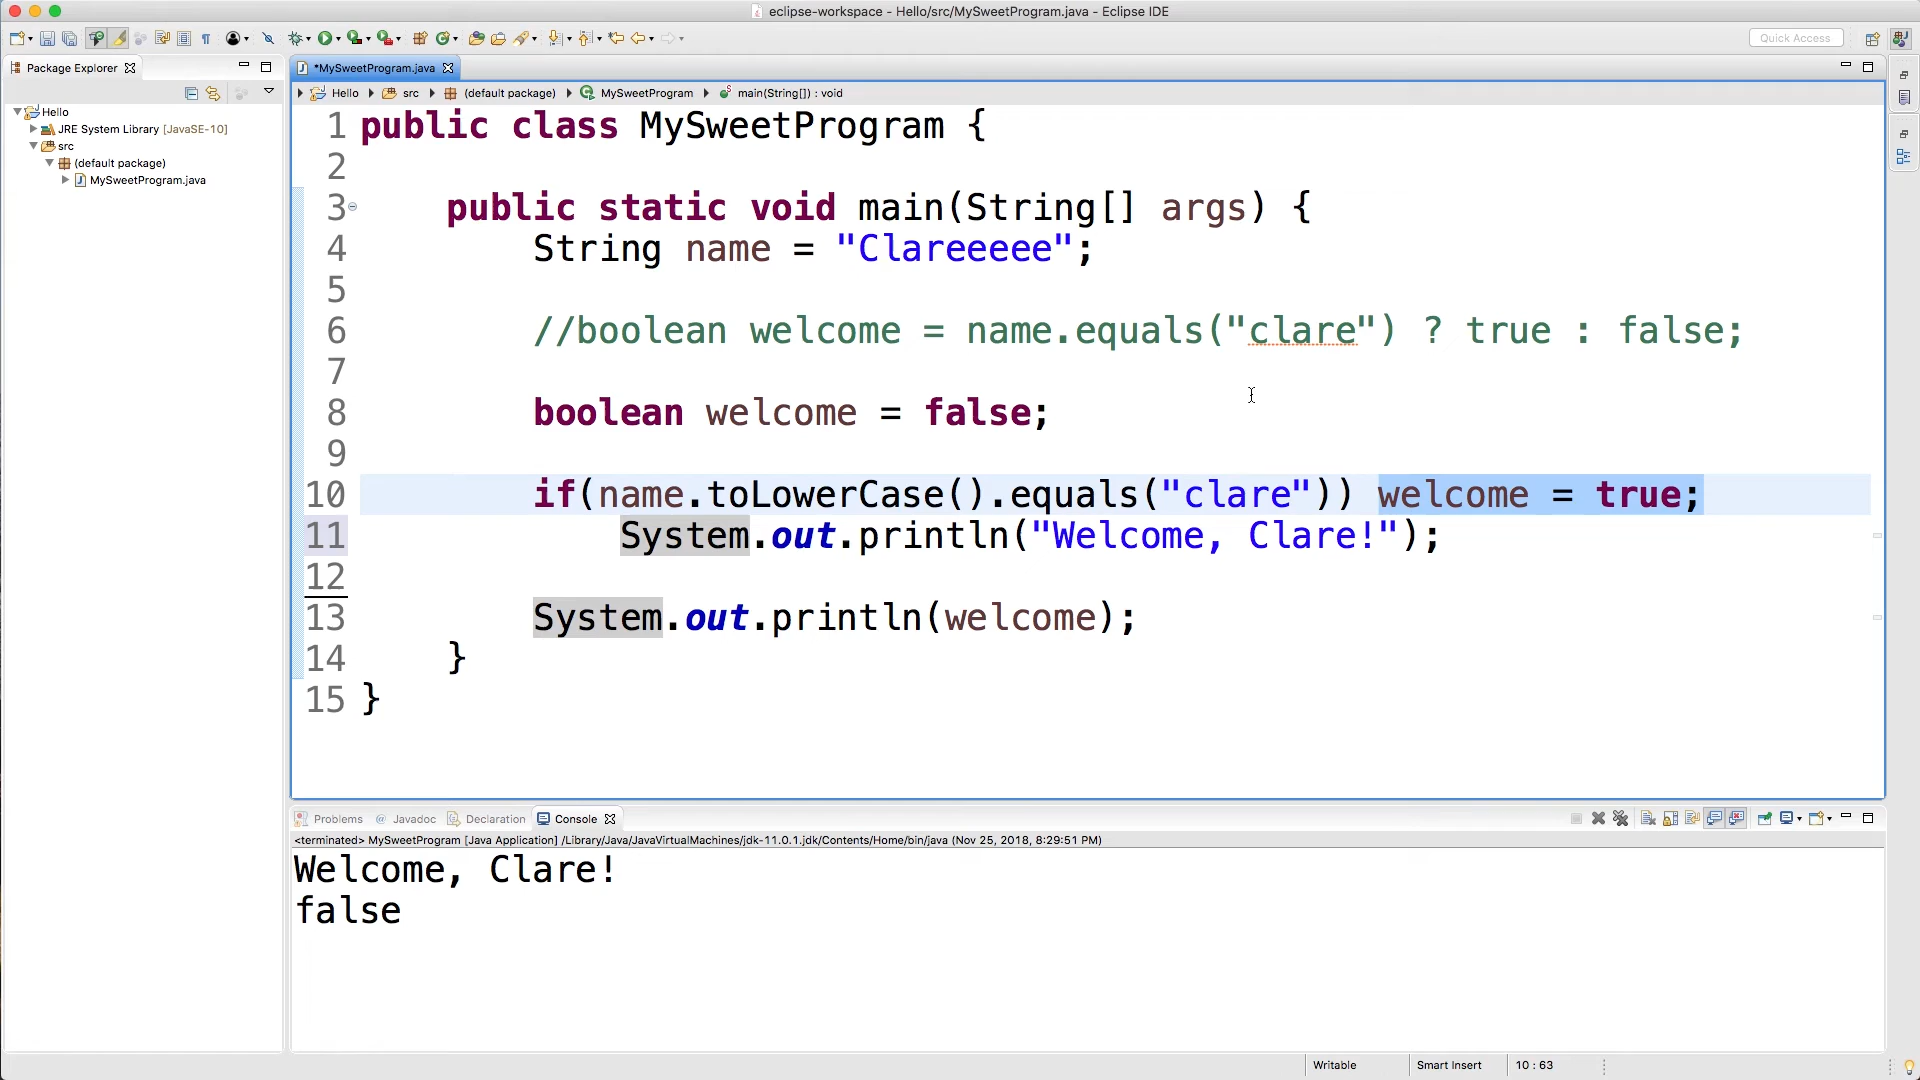 eclipse-workspace - Hello/src/MySweetProgram.java - Eclipse IDE
Quick Access
Package Explorer
*MySweetProgram.java
Hello
src
(default package)
MySweetProgram
main(String[]) : void
Hello
JRE System Library [JavaSE-10]
src
(default package)
MySweetProgram.java
1 public class MySweetProgram {
2
3 public static void main(String[] args) {
4 String name = "Clareeeee";
5
6 //boolean welcome = name.equals("clare") ? true : false;
7
8 boolean welcome = false;
9
10 if(name.toLowerCase().equals("clare")) welcome = true;
11 System.out.println("Welcome, Clare!");
12
13 System.out.println(welcome);
14 }
15 }
Problems
@ Javadoc
Declaration
Console
<terminated> MySweetProgram [Java Application] /Library/Java/JavaVirtualMachines/jdk-11.0.1.jdk/Contents/Home/bin/java (Nov 25, 2018, 8:29:51 PM)
Welcome, Clare!
false
Writable
Smart Insert
10 : 63